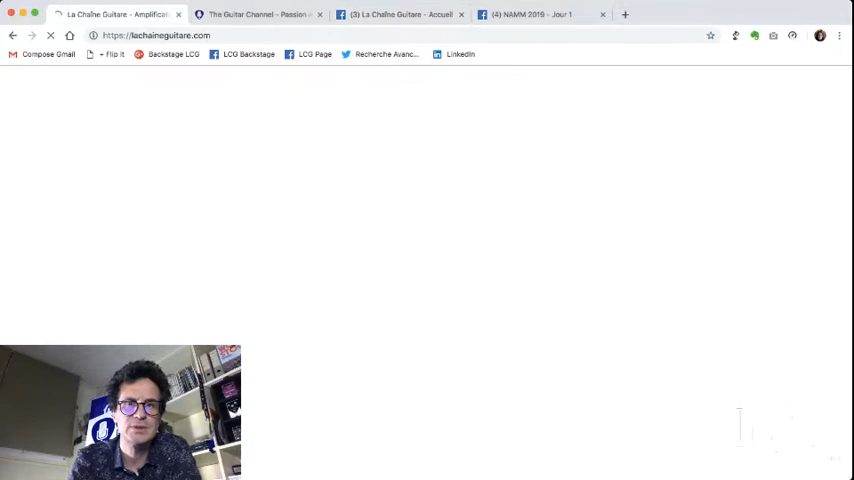 La Chaîne Guitare - Amplificati
The Guitar Channel - Passion
(3) La Chaîne Guitare - Accueil
(4) NAMM 2019 - Jour 1
https://lachaineguitare.com
Compose Gmail
+ Flip it
Backstage LCG
LCG Backstage
LCG Page
Recherche Avanc...
LinkedIn